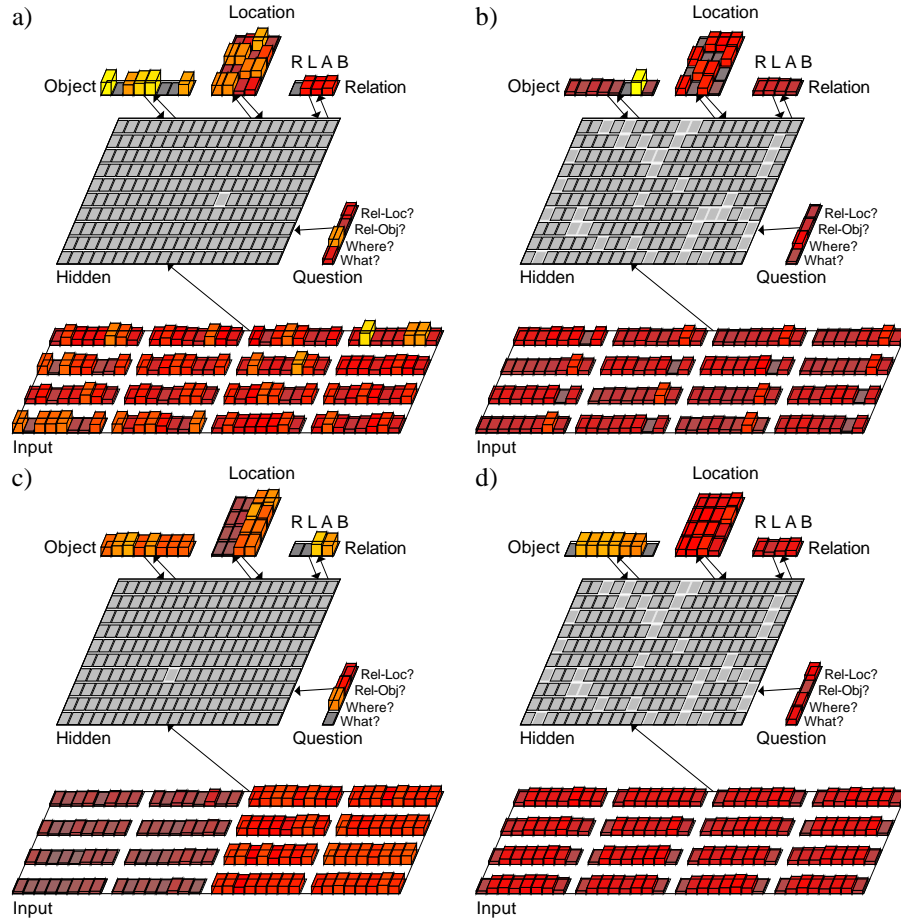 a)
Location
R L A B
Object
Relation
Rel-Loc?
Rel-Obj?
Where?
What?
Hidden
Question
Input
b)
Location
R L A B
Object
Relation
Rel-Loc?
Rel-Obj?
Where?
What?
Hidden
Question
Input
c)
Location
R L A B
Object
Relation
Rel-Loc?
Rel-Obj?
Where?
What?
Hidden
Question
Input
d)
Location
R L A B
Object
Relation
Rel-Loc?
Rel-Obj?
Where?
What?
Hidden
Question
Input